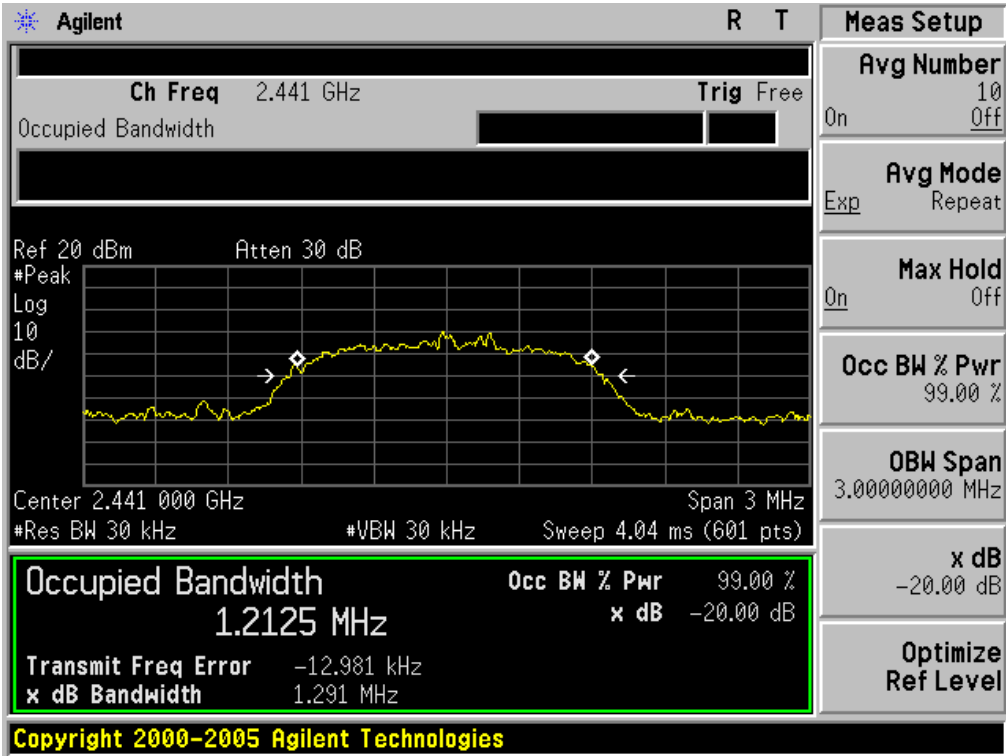 Agilent R T
Ch Freq 2.441 GHz Trig Free
Occupied Bandwidth
Ref 20 dBm Atten 30 dB
#Peak
Log
10
dB/
Center 2.441 000 GHz Span 3 MHz
#Res BW 30 kHz #VBW 30 kHz Sweep 4.04 ms (601 pts)
Occupied Bandwidth Occ BW % Pwr 99.00 %
1.2125 MHz x dB -20.00 dB
Transmit Freq Error -12.981 kHz
x dB Bandwidth 1.291 MHz
Copyright 2000-2005 Agilent Technologies
Meas Setup
Avg Number
10
On Off
Avg Mode
Exp Repeat
Max Hold
On Off
Occ BW % Pwr
99.00 %
OBW Span
3.00000000 MHz
x dB
-20.00 dB
Optimize
Ref Level